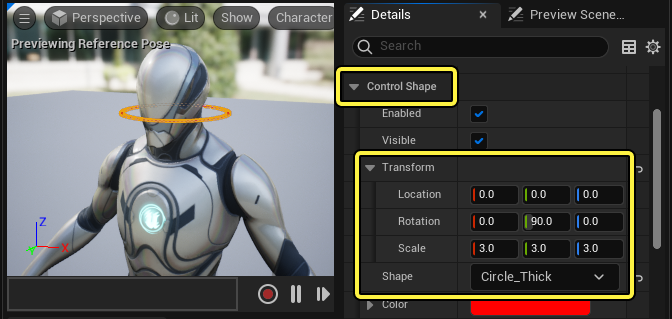 Perspective
Lit
Show
Character
Previewing Reference Pose
Z
X
Y
Details
Preview Scene...
Search
Control Shape
Enabled
Visible
Transform
Location 0.0 0.0 0.0
Rotation 0.0 90.0 0.0
Scale 3.0 3.0 3.0
Shape Circle_Thick
Color